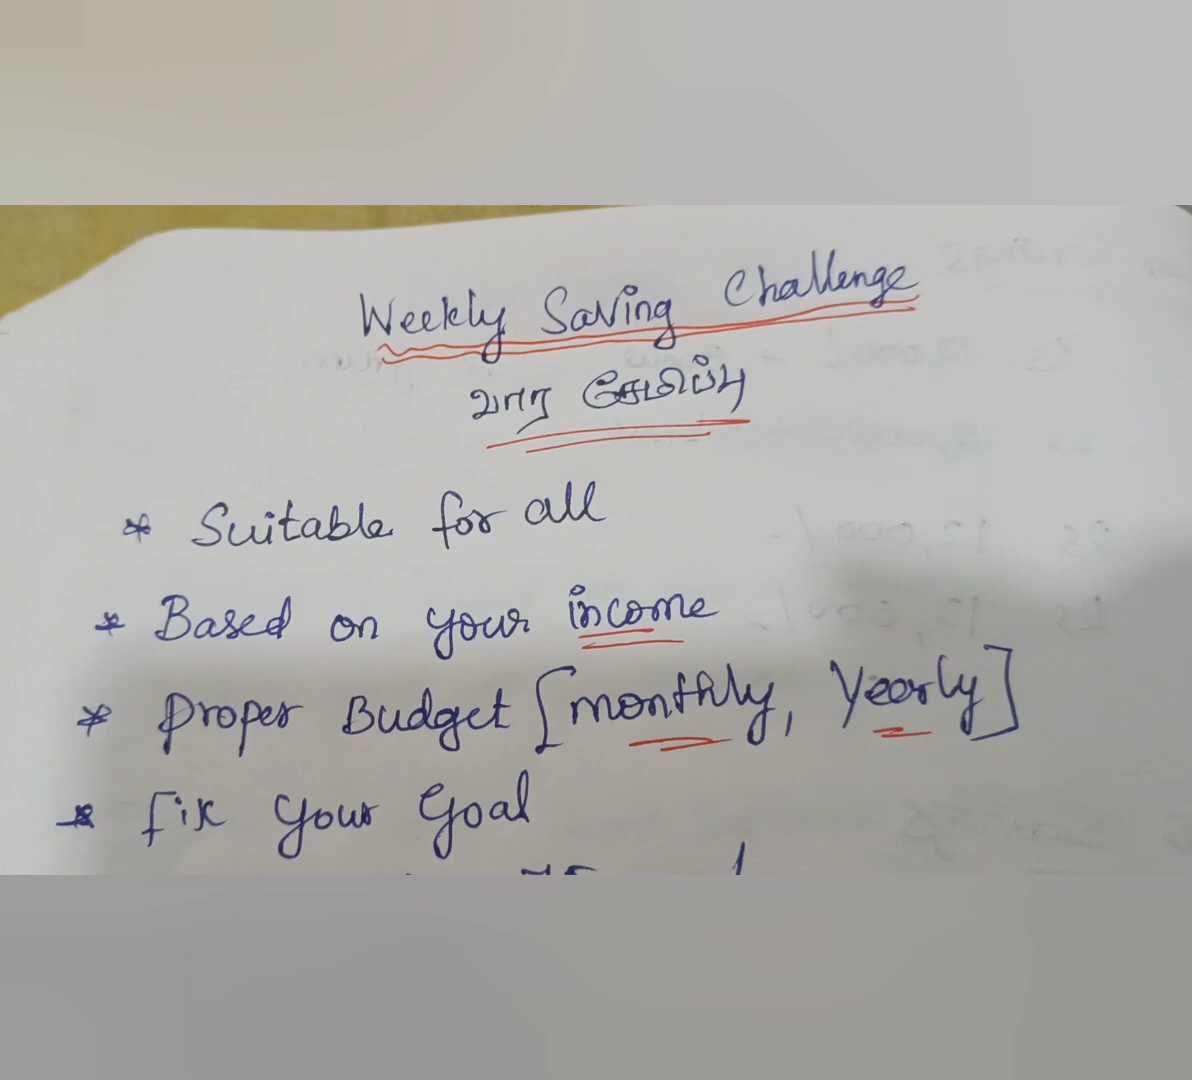 Weekly Saving Challenge
வார சேமிப்பு
* Suitable for all
* Based on your income
* Proper Budget [monthly, Yearly]
* Fix your Goal